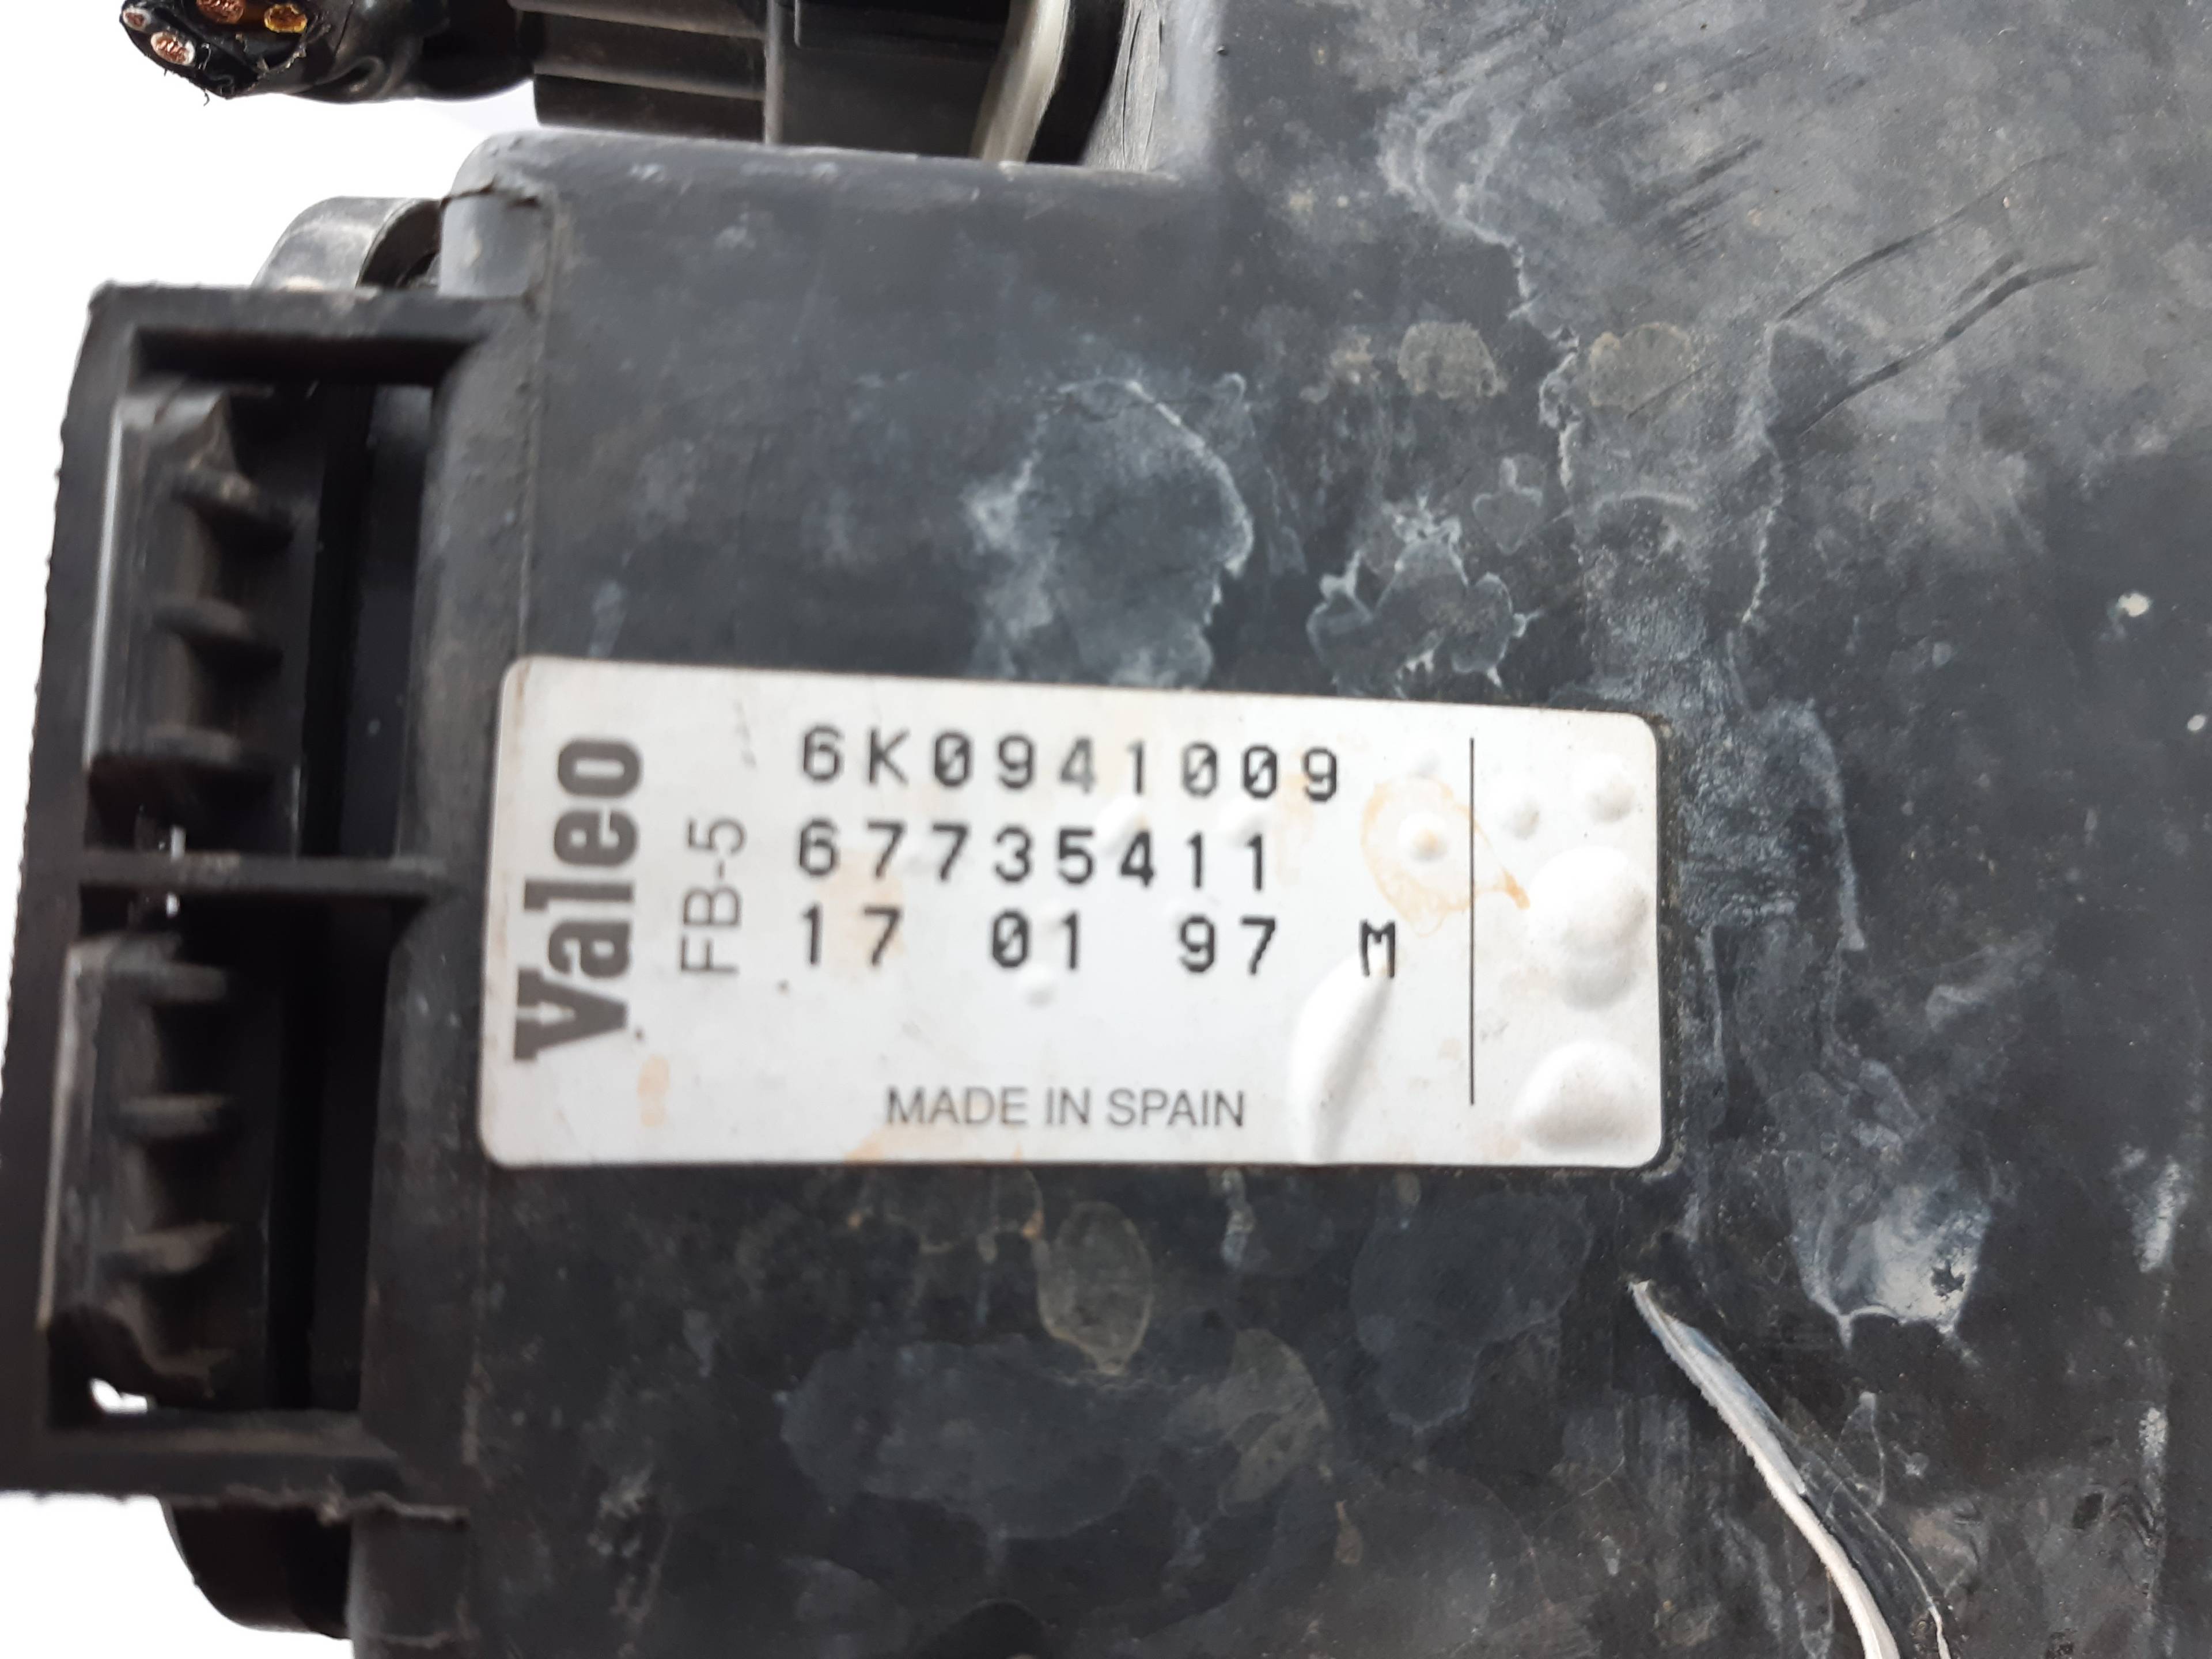 Valeo
FB-5
6K0941009
67735411
17 01 97 M
MADE IN SPAIN